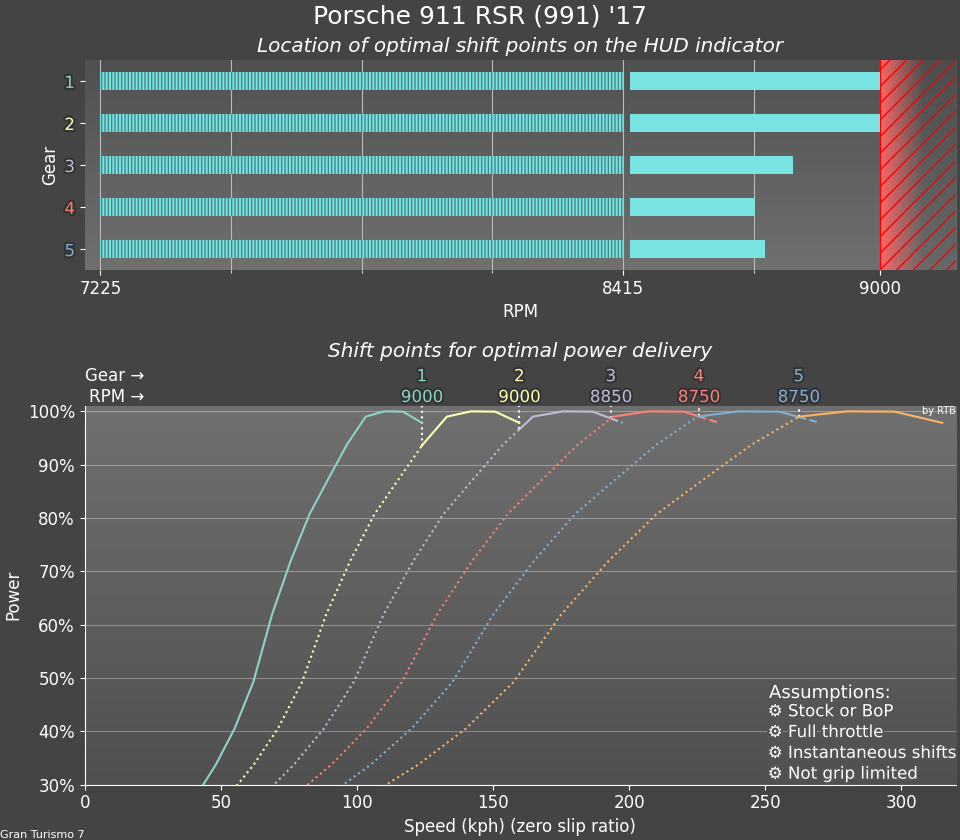 Porsche 911 RSR (991) '17
Location of optimal shift points on the HUD indicator
Gear
1
2
3
4
5
7225 8415 9000
RPM
Shift points for optimal power delivery
Gear → 1 2 3 4 5
RPM → 9000 9000 8850 8750 8750
by RTB
Power
100%
90%
80%
70%
60%
50%
40%
30%
Assumptions:
⚙ Stock or BoP
⚙ Full throttle
⚙ Instantaneous shifts
⚙ Not grip limited
0 50 100 150 200 250 300
Speed (kph) (zero slip ratio)
Gran Turismo 7